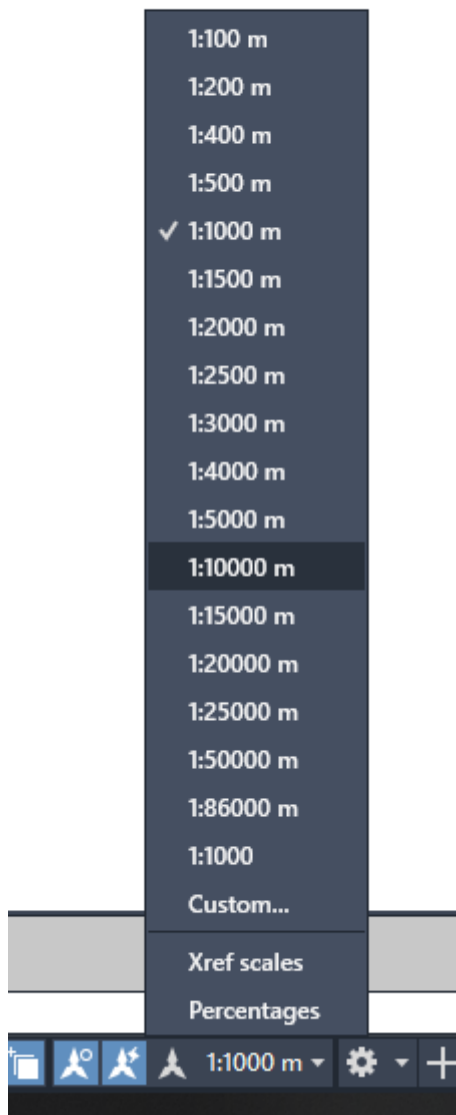 1:100 m
1:200 m
1:400 m
1:500 m
1:1000 m
1:1500 m
1:2000 m
1:2500 m
1:3000 m
1:4000 m
1:5000 m
1:10000 m
1:15000 m
1:20000 m
1:25000 m
1:50000 m
1:86000 m
1:1000
Custom...
Xref scales
Percentages
1:1000 m